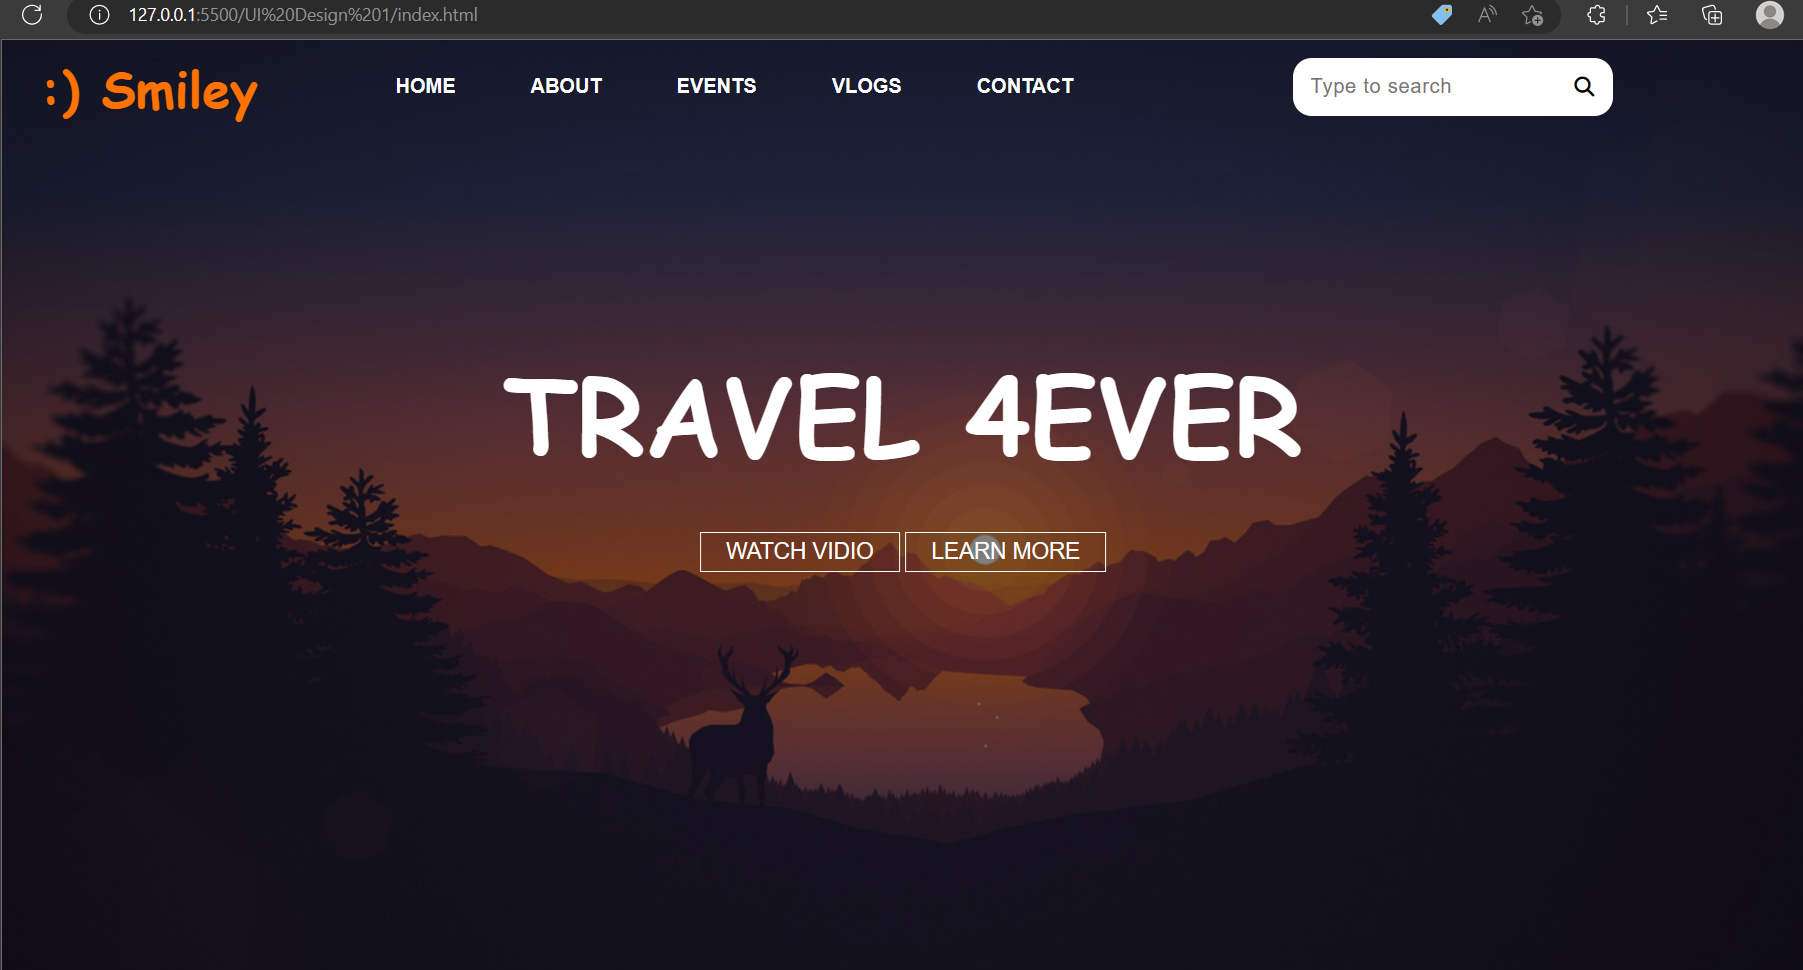 127.0.0.1:5500/UI%20Design%201/index.html
:) Smiley
HOME ABOUT EVENTS VLOGS CONTACT
Type to search
TRAVEL 4EVER
WATCH VIDIO LEARN MORE